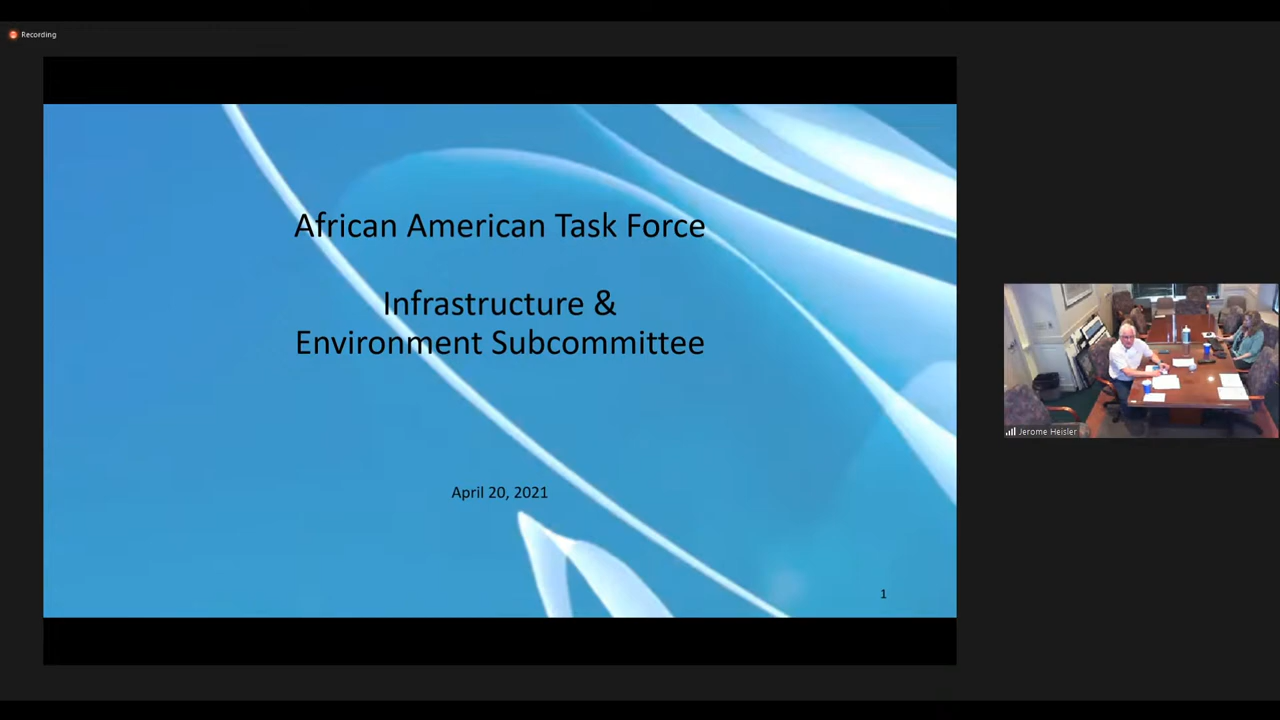 Recording
African American Task Force
Infrastructure &
Environment Subcommittee
April 20, 2021
1
Jerome Heisler